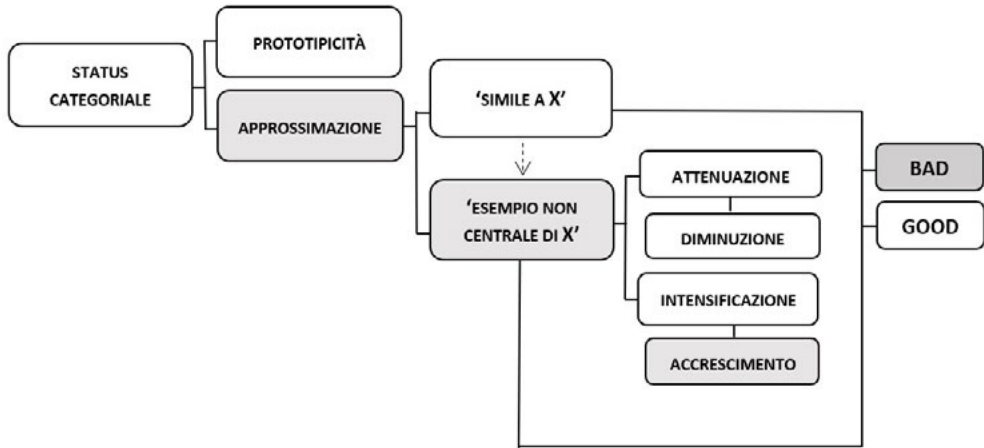 STATUS
CATEGORIALE
PROTOTIPICITÀ
APPROSSIMAZIONE
‘SIMILE A X’
‘ESEMPIO NON
CENTRALE DI X’
ATTENUAZIONE
DIMINUZIONE
INTENSIFICAZIONE
ACCRESCIMENTO
BAD
GOOD